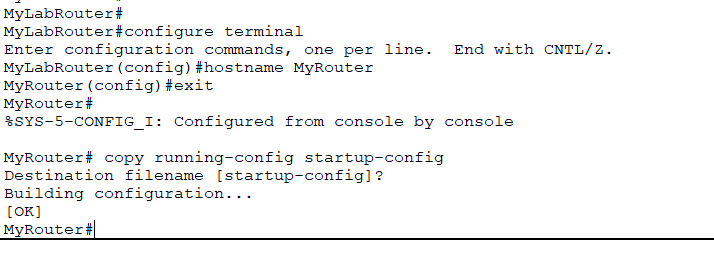 MyLabRouter#
MyLabRouter#configure terminal
Enter configuration commands, one per line.  End with CNTL/Z.
MyLabRouter(config)#hostname MyRouter
MyRouter(config)#exit
MyRouter#
%SYS-5-CONFIG_I: Configured from console by console
MyRouter# copy running-config startup-config
Destination filename [startup-config]?
Building configuration...
[OK]
MyRouter#